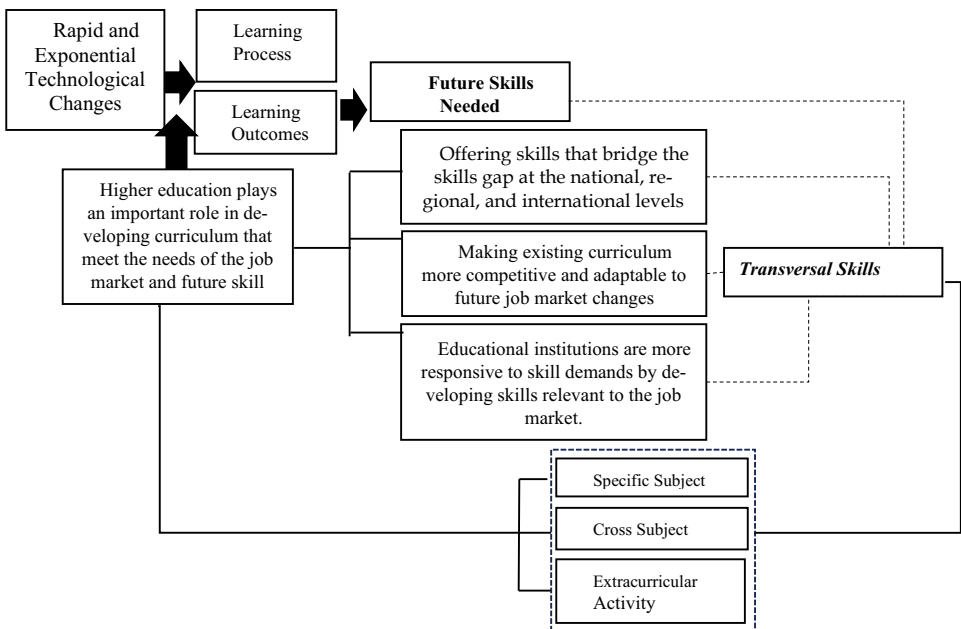 Rapid and
Exponential
Technological
Changes
Learning
Process
Learning
Outcomes
Future Skills
Needed
Higher education plays
an important role in de-
veloping curriculum that
meet the needs of the job
market and future skill
Offering skills that bridge the
skills gap at the national, re-
gional, and international levels
Making existing curriculum
more competitive and adaptable to
future job market changes
Educational institutions are more
responsive to skill demands by de-
veloping skills relevant to the job
market.
Transversal Skills
Specific Subject
Cross Subject
Extracurricular
Activity